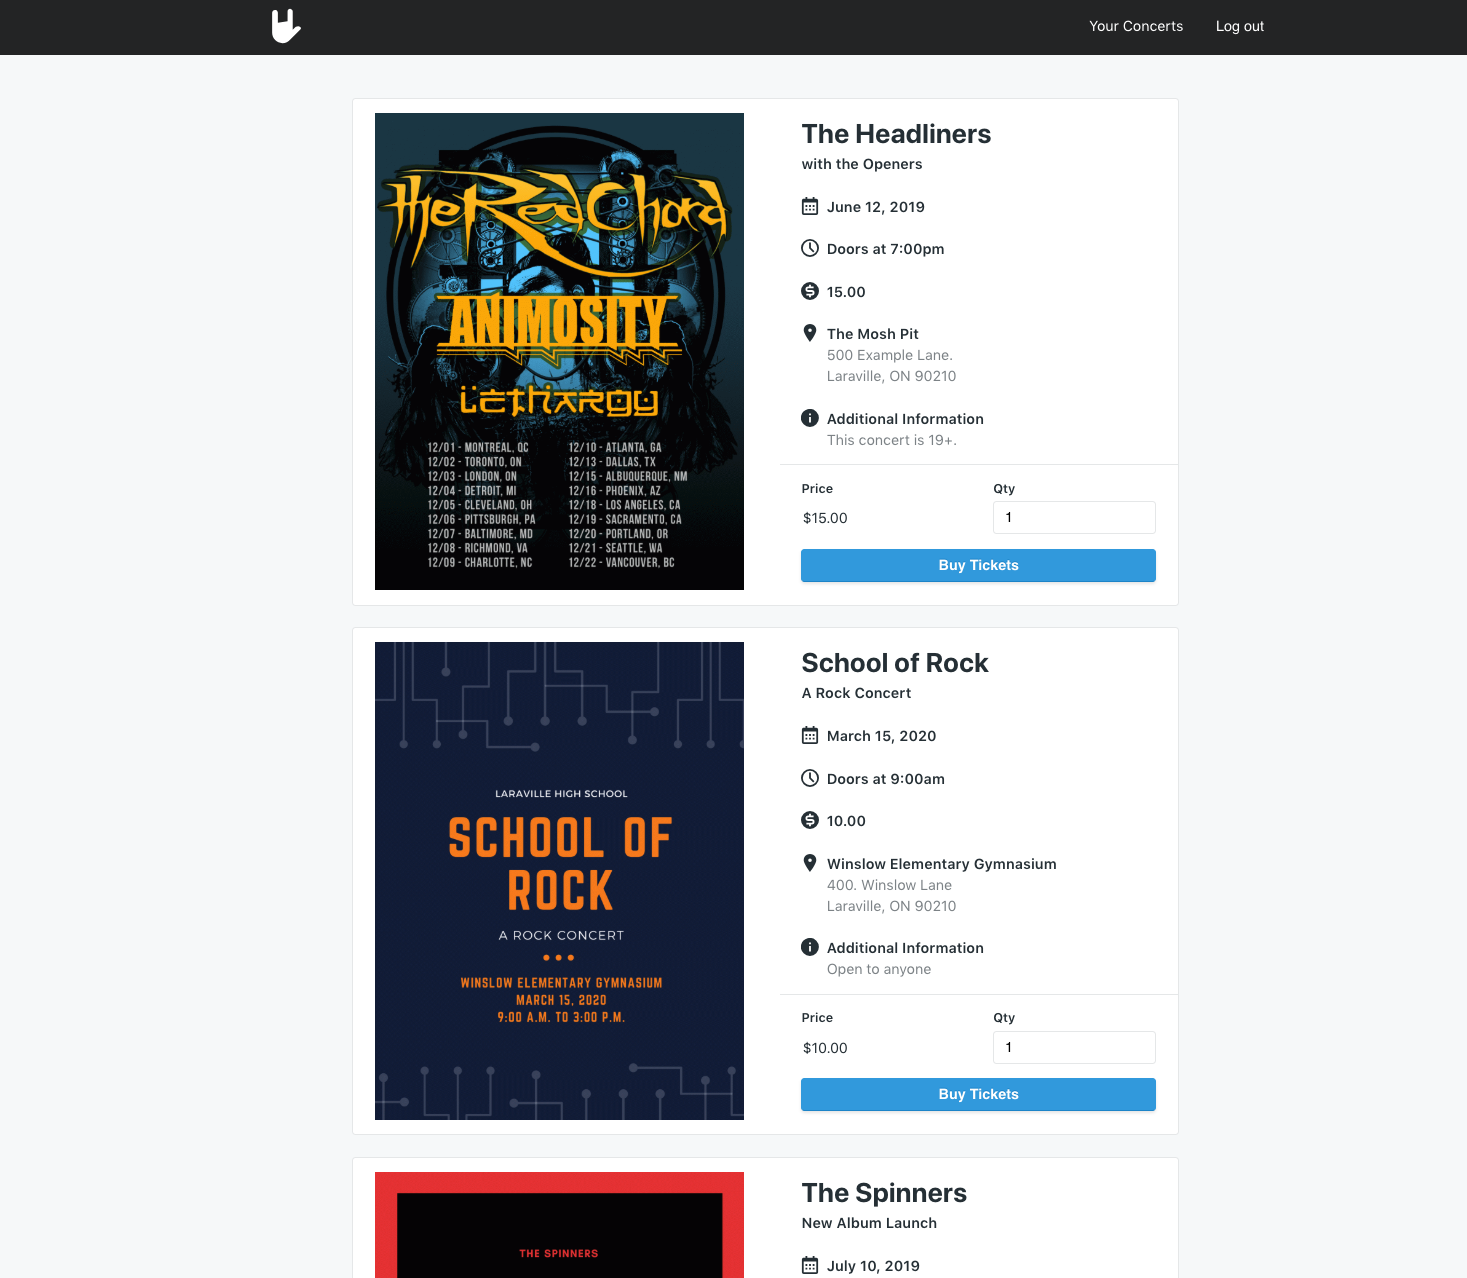 Your Concerts
Log out
the Red Chord
ANIMOSITY
LETHARGY
12/01 - MONTREAL, QC
12/02 - TORONTO, ON
12/03 - LONDON, ON
12/04 - DETROIT, MI
12/05 - CLEVELAND, OH
12/06 - PITTSBURGH, PA
12/07 - BALTIMORE, MD
12/08 - RICHMOND, VA
12/09 - CHARLOTTE, NC
12/10 - ATLANTA, GA
12/13 - DALLAS, TX
12/15 - ALBUQUERQUE, NM
12/16 - PHOENIX, AZ
12/18 - LOS ANGELES, CA
12/19 - SACRAMENTO, CA
12/20 - PORTLAND, OR
12/21 - SEATTLE, WA
12/22 - VANCOUVER, BC
The Headliners
with the Openers
June 12, 2019
Doors at 7:00pm
15.00
The Mosh Pit
500 Example Lane.
Laraville, ON 90210
Additional Information
This concert is 19+.
Price
Qty
$15.00
1
Buy Tickets
LARAVILLE HIGH SCHOOL
SCHOOL OF
ROCK
A ROCK CONCERT
WINSLOW ELEMENTARY GYMNASIUM
MARCH 15, 2020
9:00 A.M. TO 3:00 P.M.
School of Rock
A Rock Concert
March 15, 2020
Doors at 9:00am
10.00
Winslow Elementary Gymnasium
400. Winslow Lane
Laraville, ON 90210
Additional Information
Open to anyone
Price
Qty
$10.00
1
Buy Tickets
THE SPINNERS
The Spinners
New Album Launch
July 10, 2019